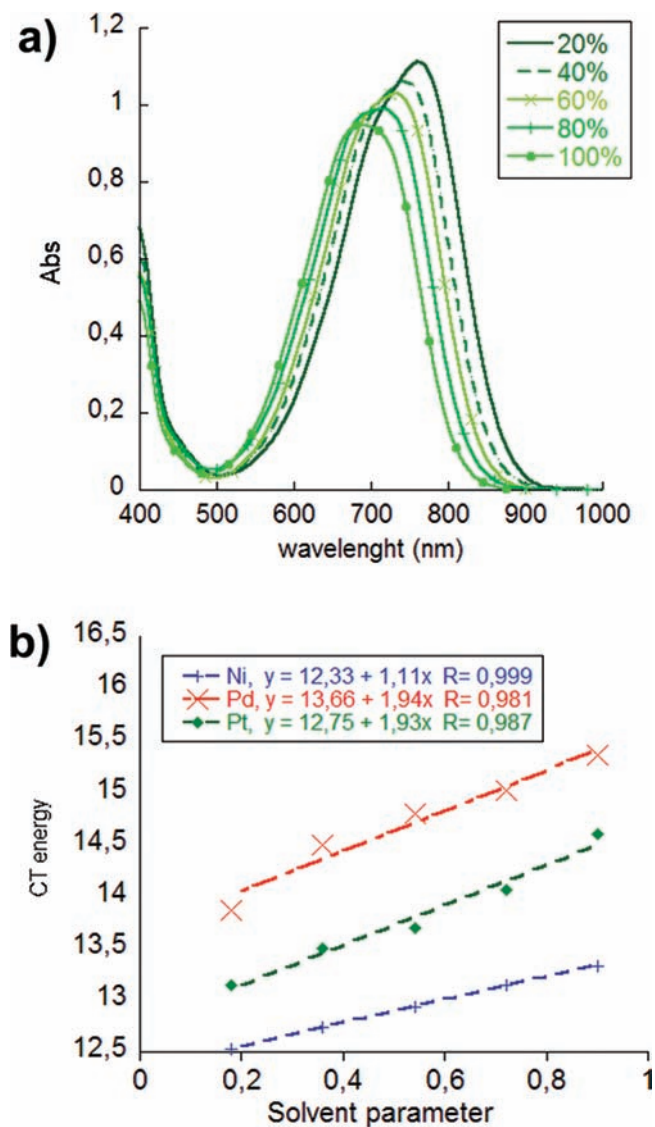 a)
1,2
1
0,8
0,6
0,4
0,2
0
Abs
20%
40%
60%
80%
100%
400 500 600 700 800 900 1000
wavelenght (nm)
b)
16,5
16
15,5
15
14,5
14
13,5
13
12,5
CT energy
Ni, y = 12,33 + 1,11x R= 0,999
Pd, y = 13,66 + 1,94x R= 0,981
Pt, y = 12,75 + 1,93x R= 0,987
0 0,2 0,4 0,6 0,8 1
Solvent parameter